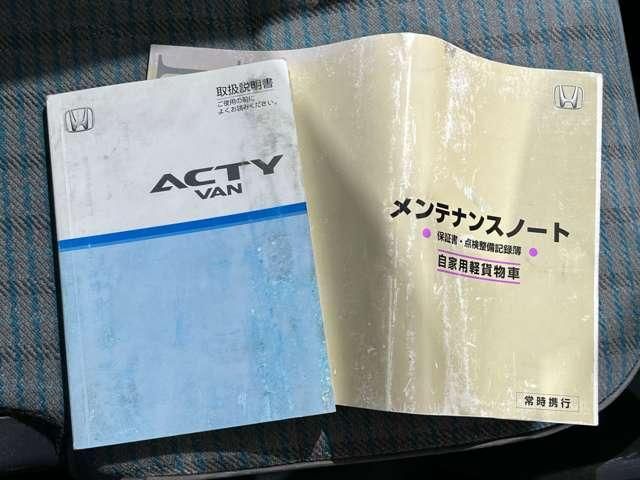 取扱説明書
ご使用の前に
よくお読みください。
ACTY
VAN
メンテナンスノート
保証書・点検整備記録簿
自家用軽貨物車
常時携行